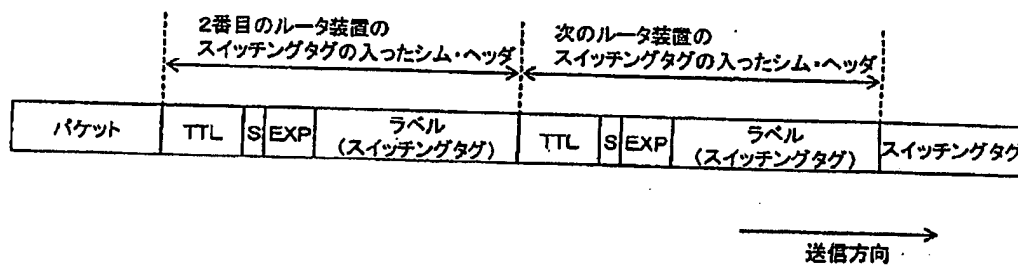 2番目のルータ装置の
スイッチングタグの入ったシム・ヘッダ
次のルータ装置の
スイッチングタグの入ったシム・ヘッダ
パケット
TTL
S
EXP
ラベル
(スイッチングタグ)
TTL
S
EXP
ラベル
(スイッチングタグ)
スイッチングタグ
送信方向